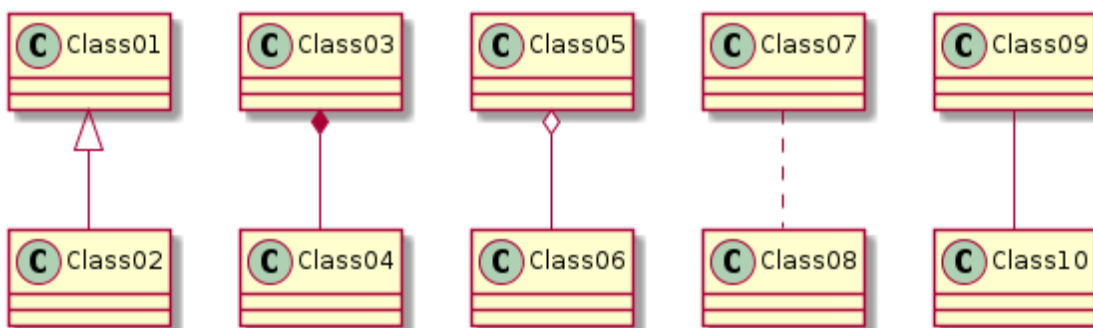 C Class01
C Class03
C Class05
C Class07
C Class09
C Class02
C Class04
C Class06
C Class08
C Class10